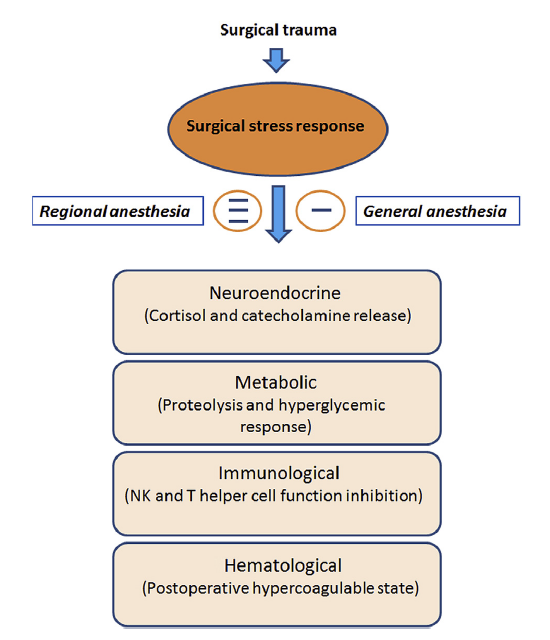 Surgical trauma
Surgical stress response
Regional anesthesia
General anesthesia
Neuroendocrine
(Cortisol and catecholamine release)
Metabolic
(Proteolysis and hyperglycemic
response)
Immunological
(NK and T helper cell function inhibition)
Hematological
(Postoperative hypercoagulable state)